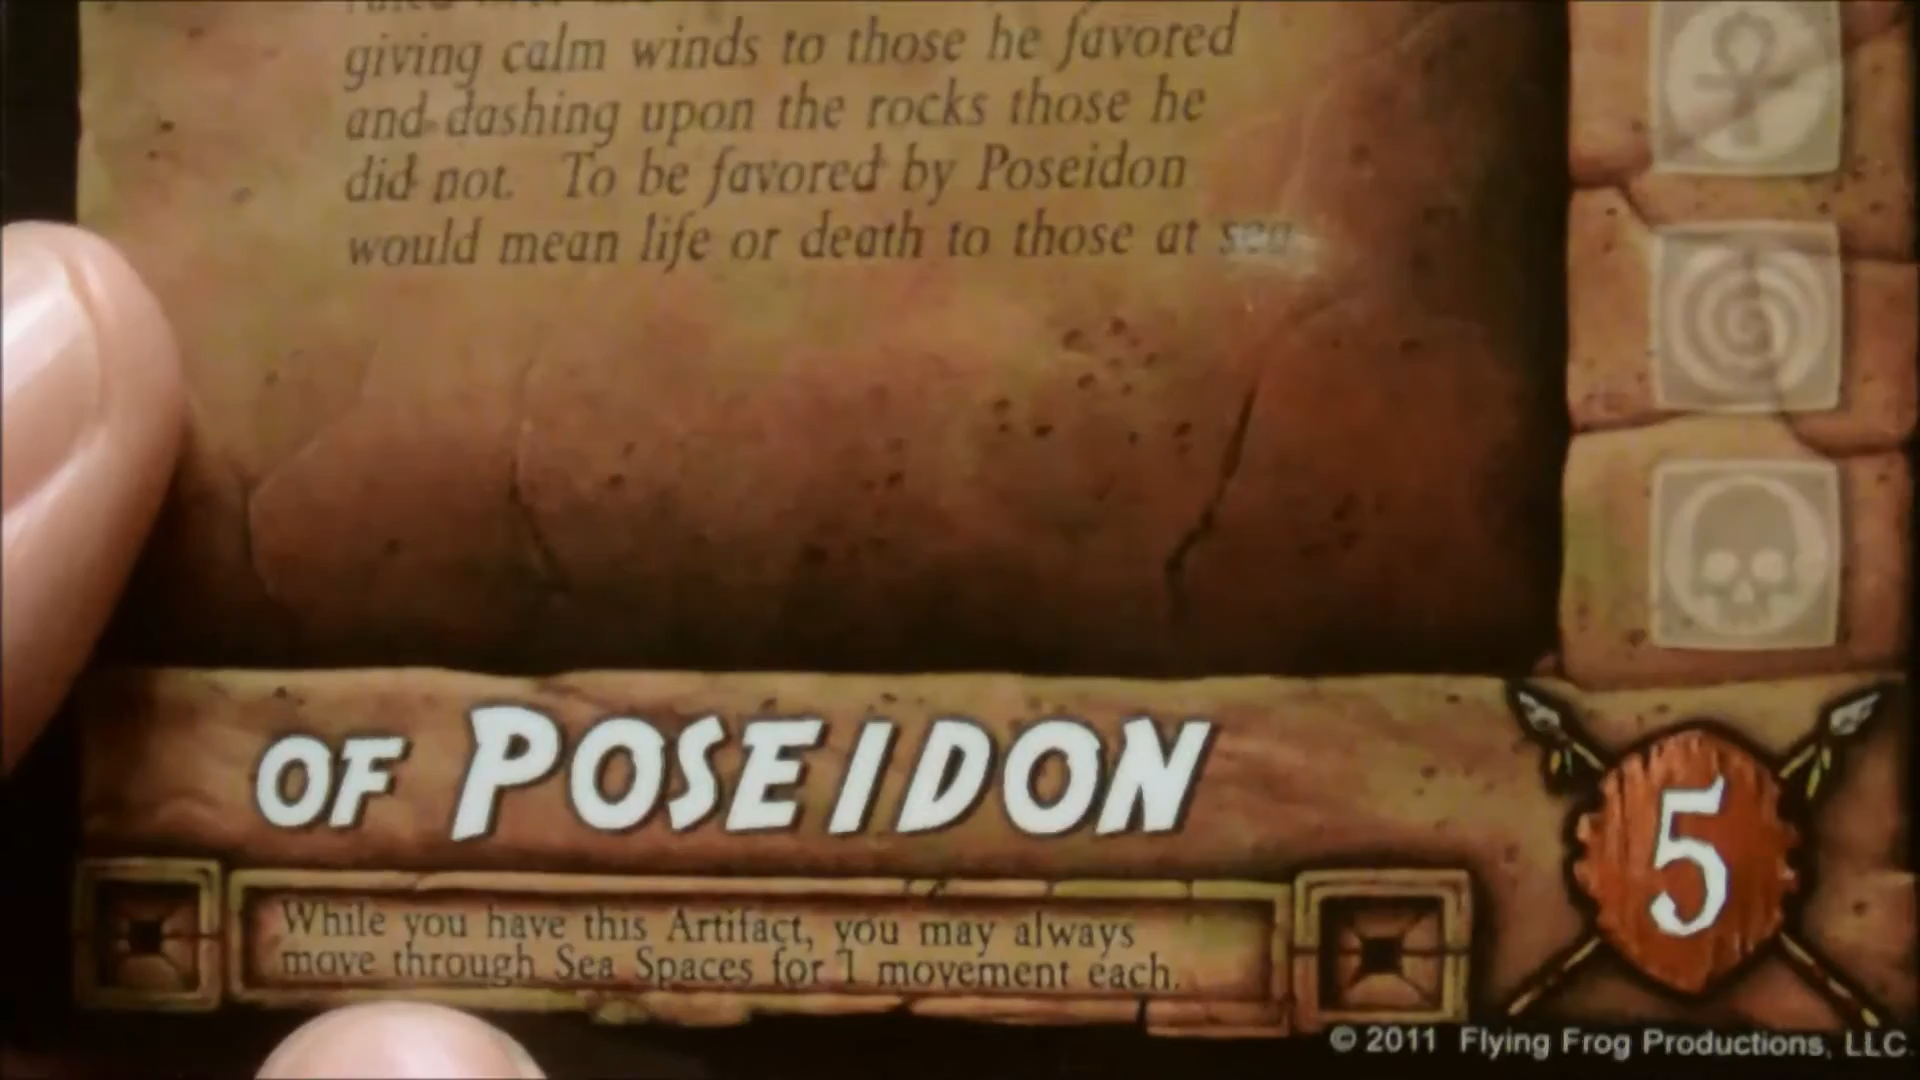 giving calm winds to those he favored
and dashing upon the rocks those he
did not. To be favored by Poseidon
would mean life or death to those at sea
OF POSEIDON
5
While you have this Artifact, you may always
move through Sea Spaces for 1 movement each.
© 2011 Flying Frog Productions, LLC.